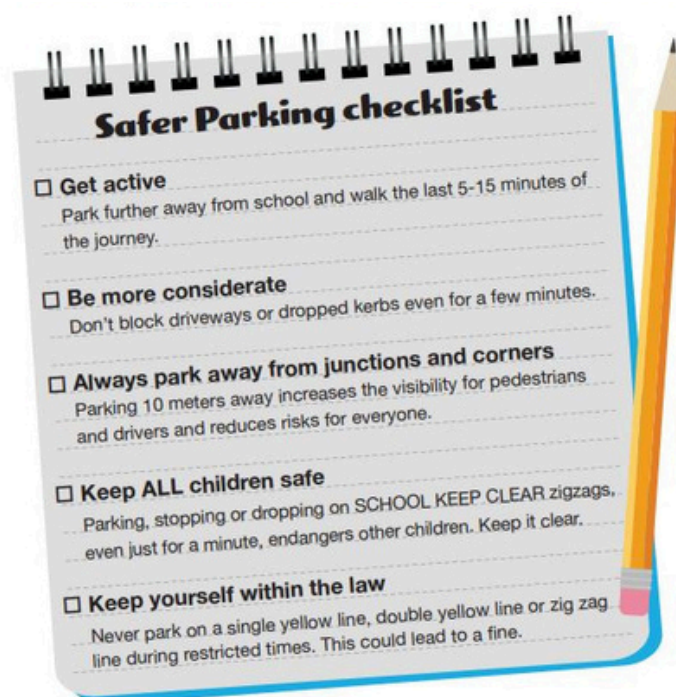 Safer Parking checklist
☐ Get active
Park further away from school and walk the last 5-15 minutes of
the journey.
☐ Be more considerate
Don't block driveways or dropped kerbs even for a few minutes.
☐ Always park away from junctions and corners
Parking 10 meters away increases the visibility for pedestrians
and drivers and reduces risks for everyone.
☐ Keep ALL children safe
Parking, stopping or dropping on SCHOOL KEEP CLEAR zigzags,
even just for a minute, endangers other children. Keep it clear.
☐ Keep yourself within the law
Never park on a single yellow line, double yellow line or zig zag
line during restricted times. This could lead to a fine.